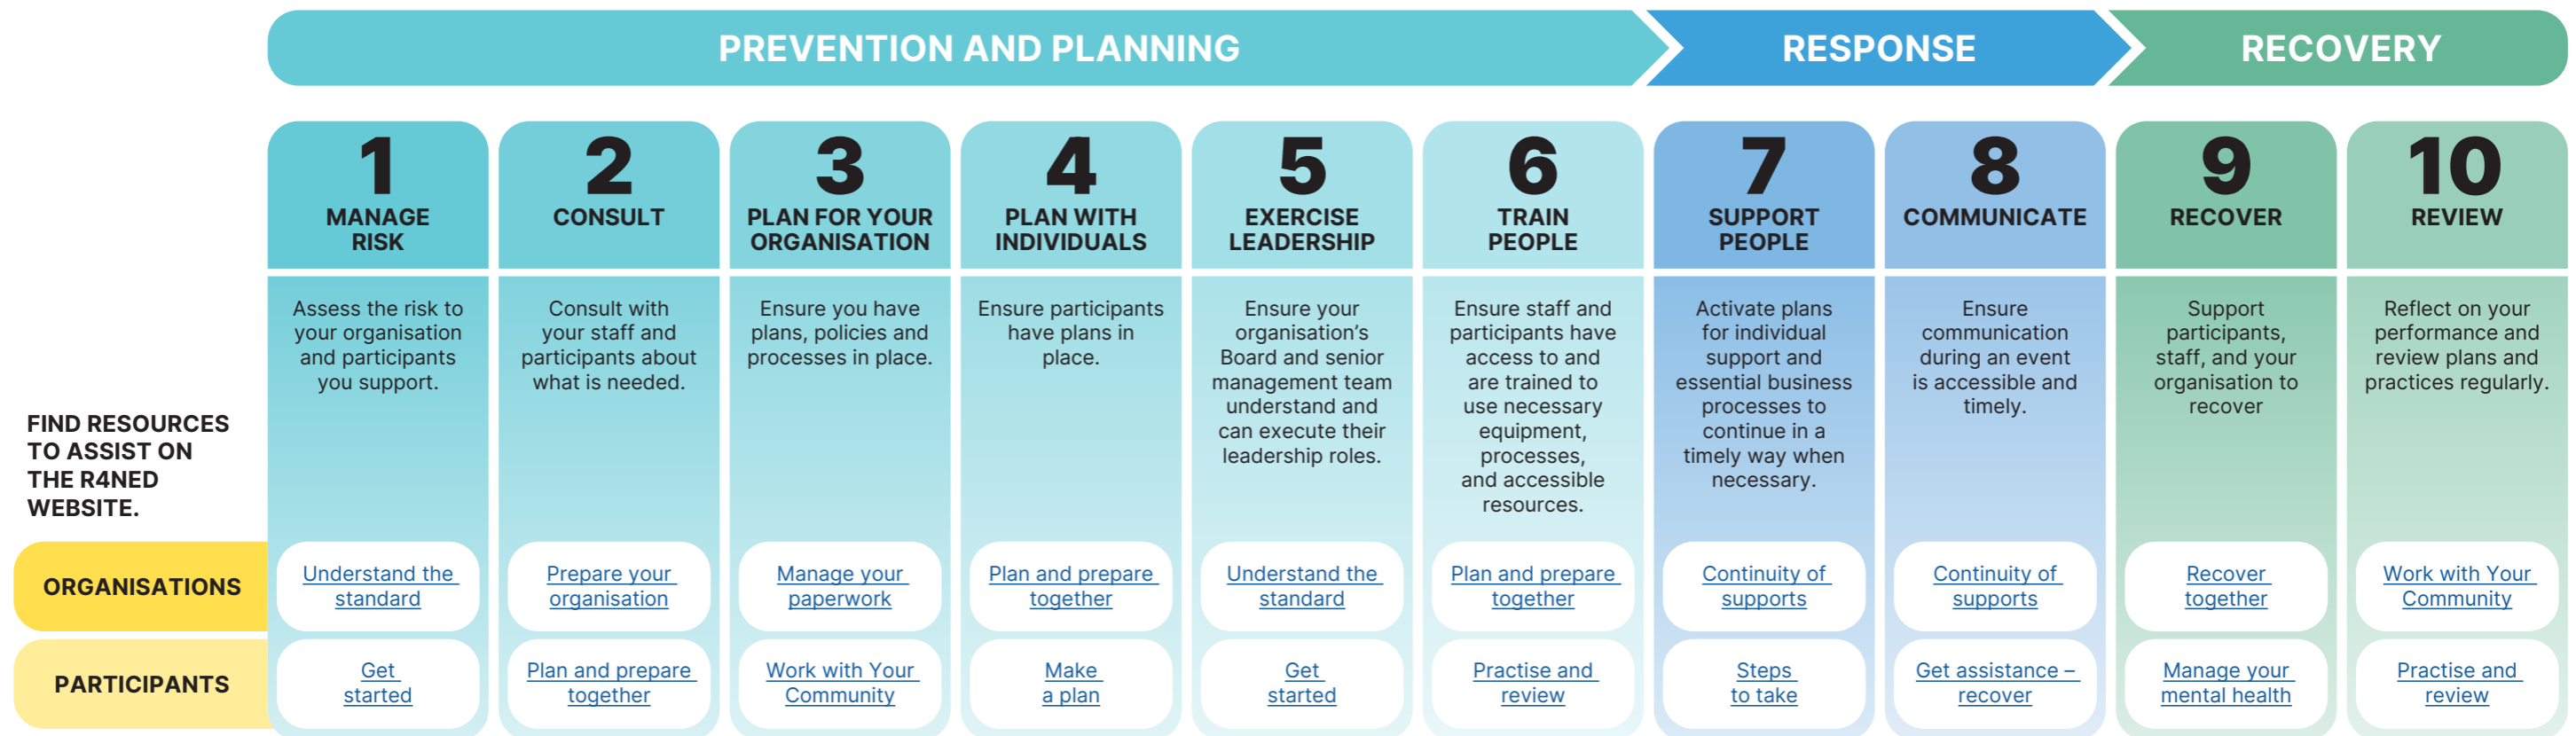 PREVENTION AND PLANNING
RESPONSE
RECOVERY
1
MANAGE
RISK
Assess the risk to
your organisation
and participants
you support.
2
CONSULT
Consult with
your staff and
participants about
what is needed.
3
PLAN FOR YOUR
ORGANISATION
Ensure you have
plans, policies and
processes in place.
4
PLAN WITH
INDIVIDUALS
Ensure participants
have plans in
place.
5
EXERCISE
LEADERSHIP
Ensure your
organisation’s
Board and senior
management team
understand and
can execute their
leadership roles.
6
TRAIN
PEOPLE
Ensure staff and
participants have
access to and
are trained to
use necessary
equipment,
processes,
and accessible
resources.
7
SUPPORT
PEOPLE
Activate plans
for individual
support and
essential business
processes to
continue in a
timely way when
necessary.
8
COMMUNICATE
Ensure
communication
during an event
is accessible and
timely.
9
RECOVER
Support
participants,
staff, and your
organisation to
recover
10
REVIEW
Reflect on your
performance and
review plans and
practices regularly.
FIND RESOURCES
TO ASSIST ON
THE R4NED
WEBSITE.
ORGANISATIONS
Understand the
standard
Prepare your
organisation
Manage your
paperwork
Plan and prepare
together
Understand the
standard
Plan and prepare
together
Continuity of
supports
Continuity of
supports
Recover
together
Work with Your
Community
PARTICIPANTS
Get
started
Plan and prepare
together
Work with Your
Community
Make
a plan
Get
started
Practise and
review
Steps
to take
Get assistance –
recover
Manage your
mental health
Practise and
review